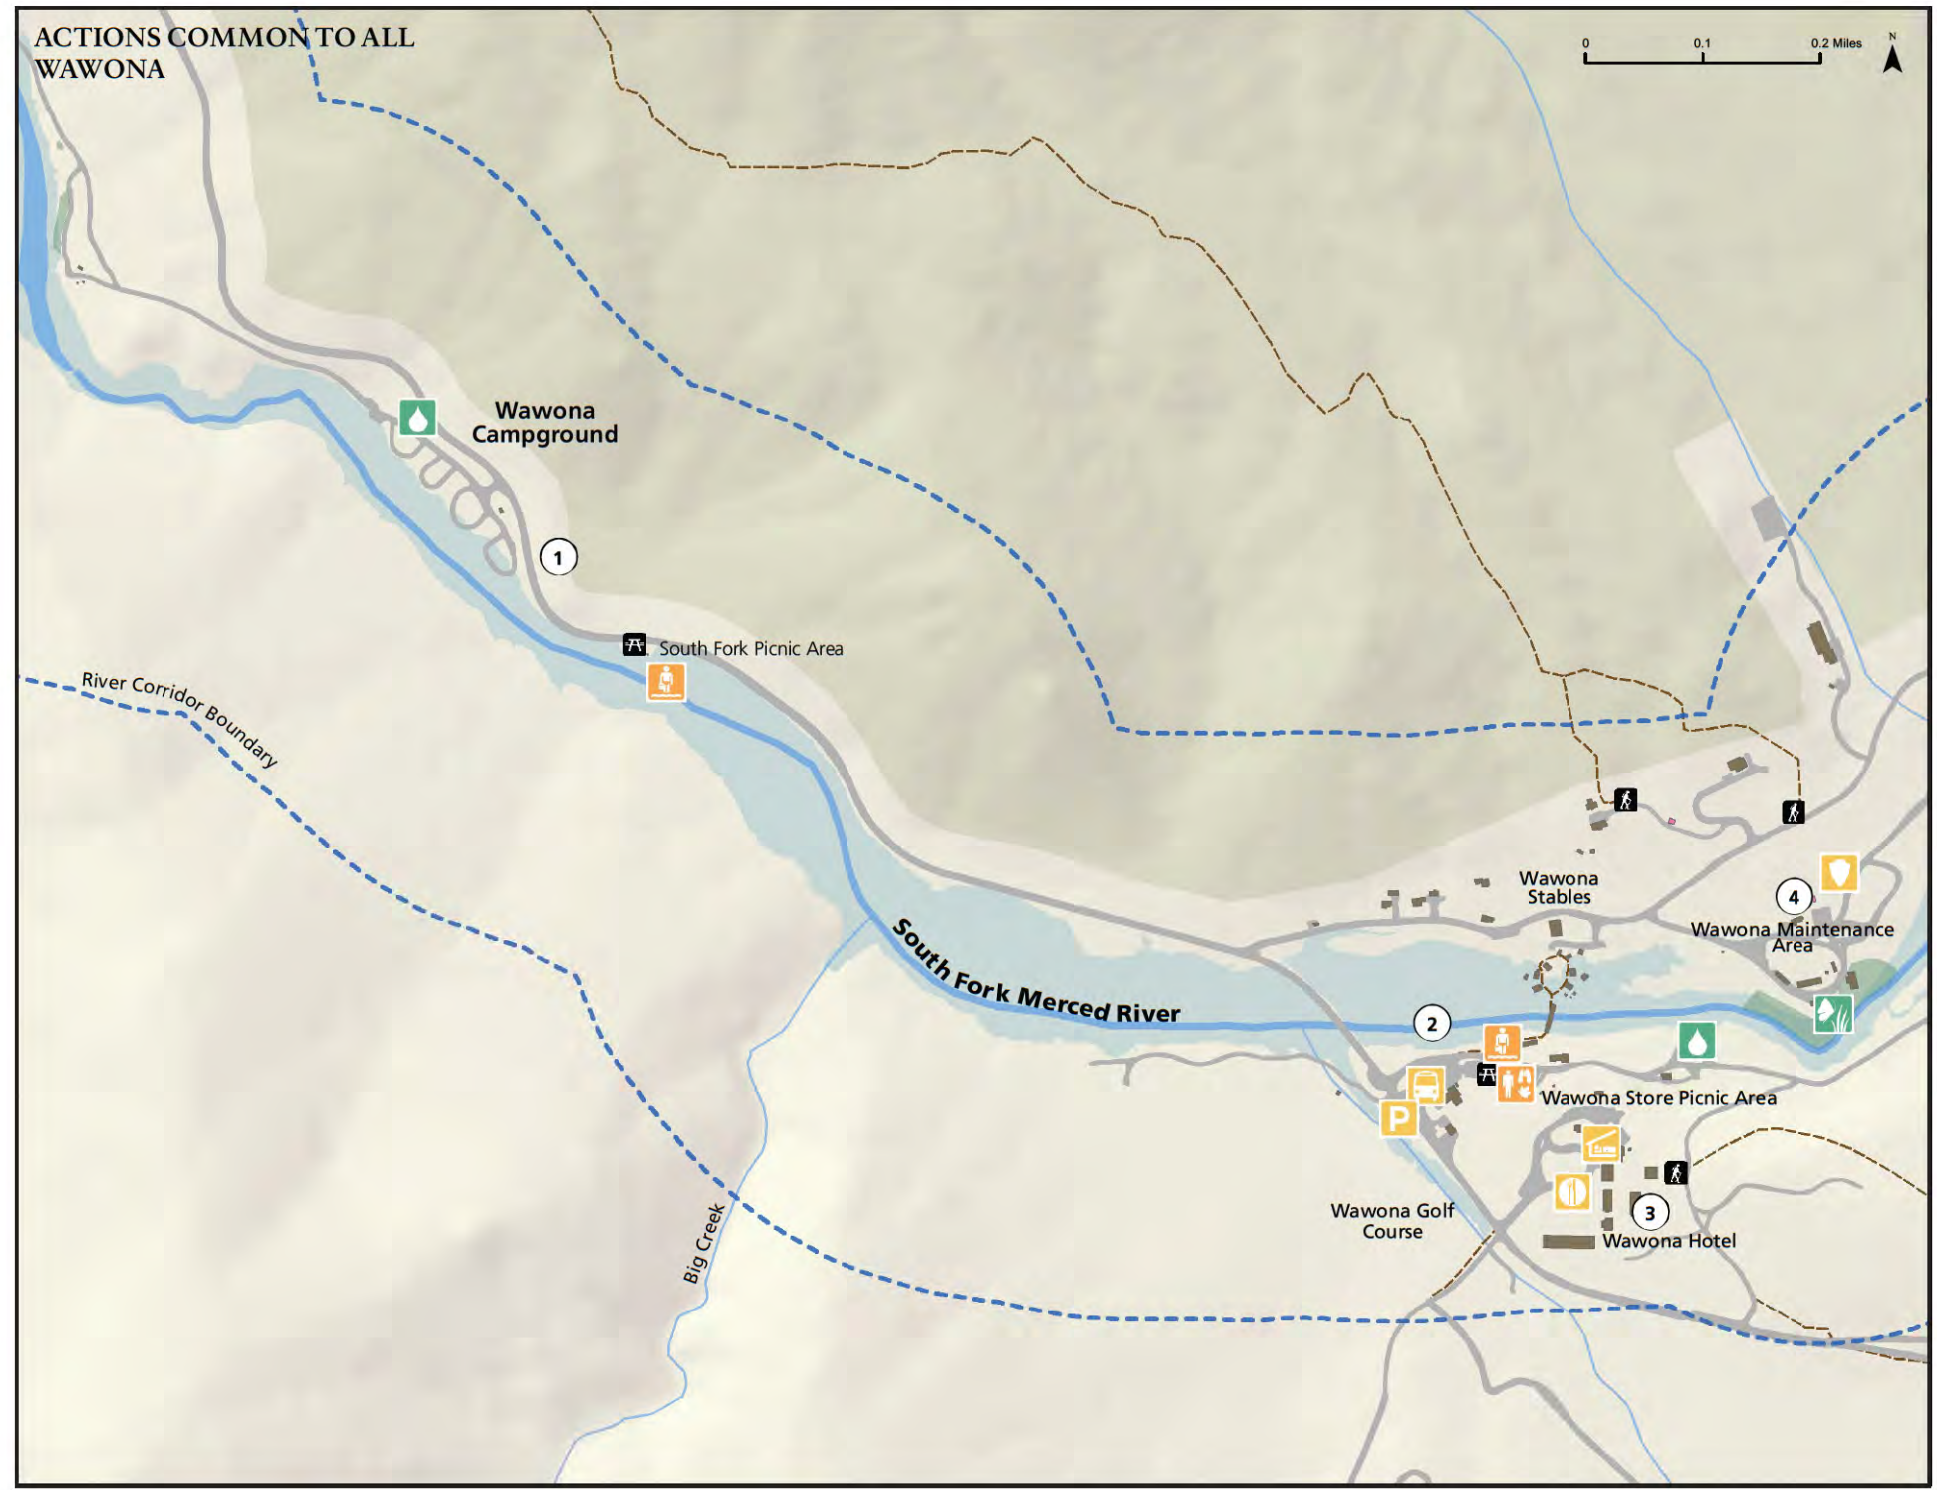 ACTIONS COMMON TO ALL
WAWONA
0 0.1 0.2 Miles
N
Wawona
Campground
1
South Fork Picnic Area
River Corridor Boundary
Wawona
Stables
4
Wawona Maintenance
Area
South Fork Merced River
2
P
Wawona Store Picnic Area
Wawona Golf
Course
3
Wawona Hotel
Big Creek